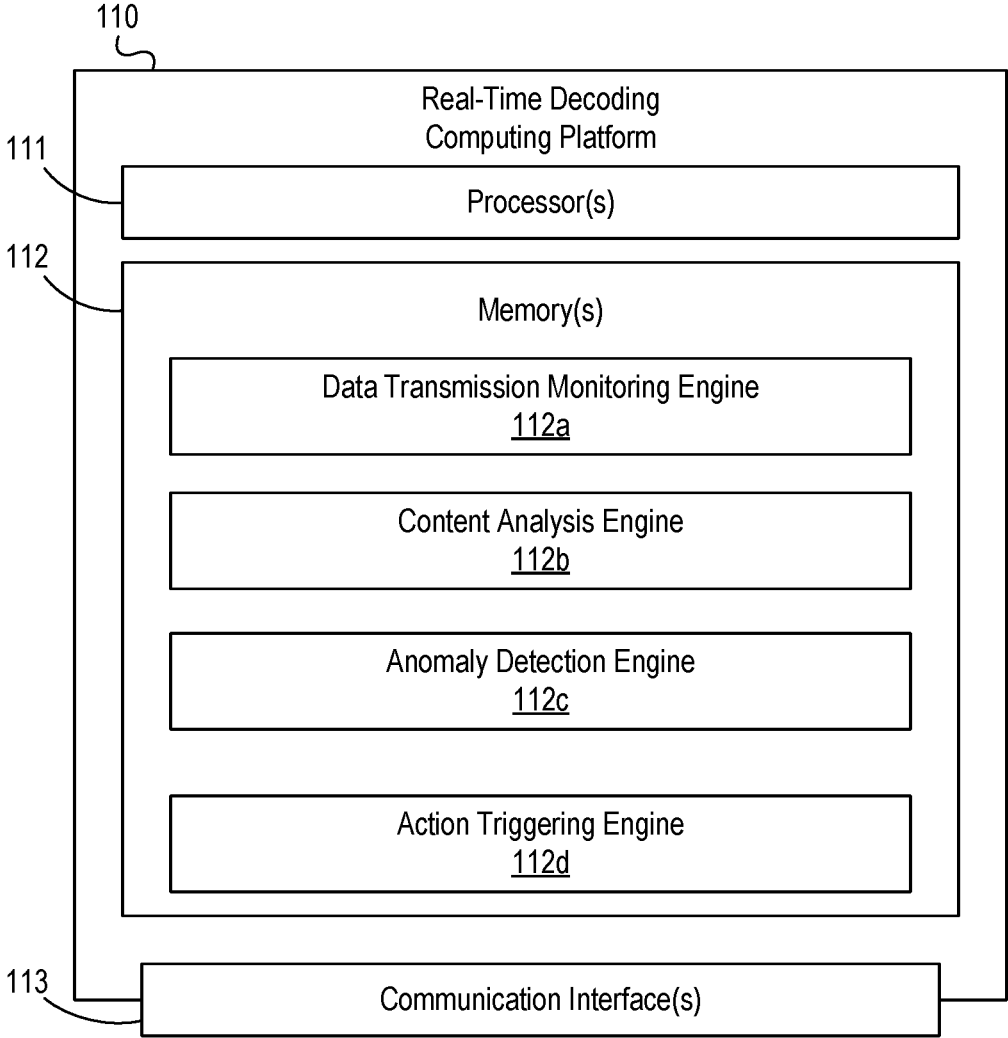 110
Real-Time Decoding
Computing Platform
111
Processor(s)
112
Memory(s)
Data Transmission Monitoring Engine
112a
Content Analysis Engine
112b
Anomaly Detection Engine
112c
Action Triggering Engine
112d
113
Communication Interface(s)